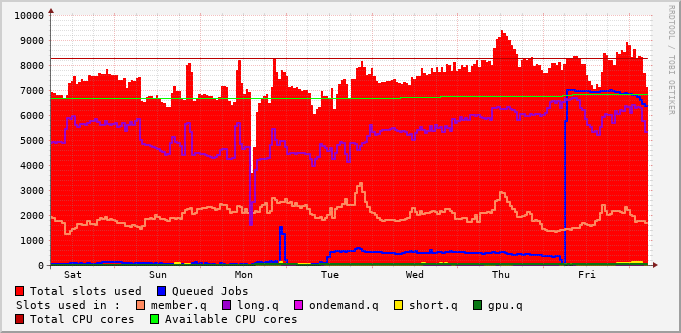 RRDTOOL / TOBI OETIKER
10000
9000
8000
7000
6000
5000
4000
3000
2000
1000
0
Sat Sun Mon Tue Wed Thu Fri
Total slots used Queued Jobs
Slots used in : member.q long.q ondemand.q short.q gpu.q
Total CPU cores Available CPU cores